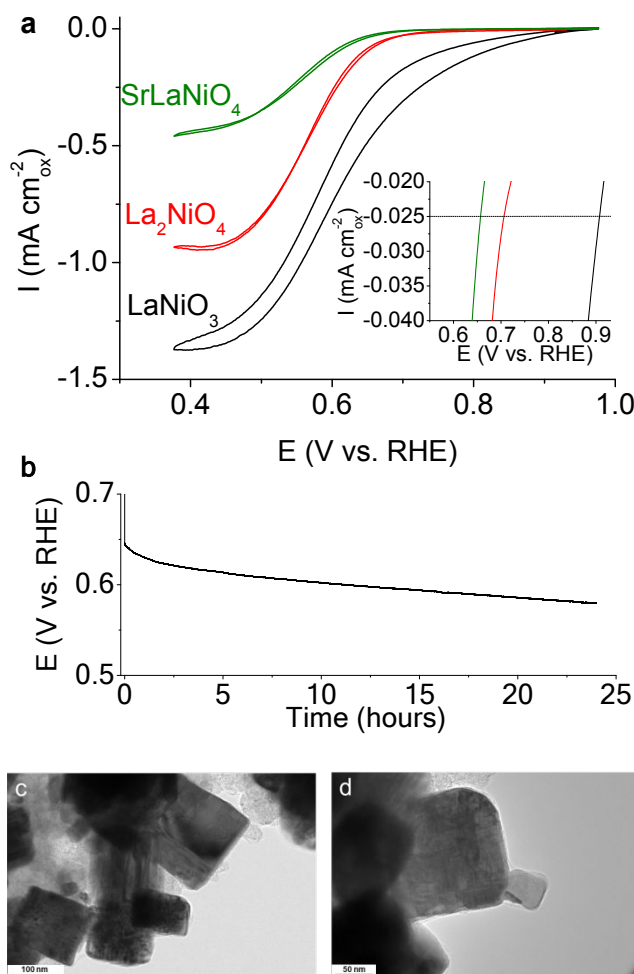 a
0.0
-0.5
-1.0
-1.5
I (mA cm⁻²ox)
SrLaNiO₄
La₂NiO₄
LaNiO₃
-0.020
-0.025
-0.030
-0.035
-0.040
I (mA cm⁻²ox)
0.6 0.7 0.8 0.9
E (V vs. RHE)
0.4 0.6 0.8 1.0
E (V vs. RHE)
b
0.7
0.6
0.5
E (V vs. RHE)
0 5 10 15 20 25
Time (hours)
c
100 nm
d
50 nm